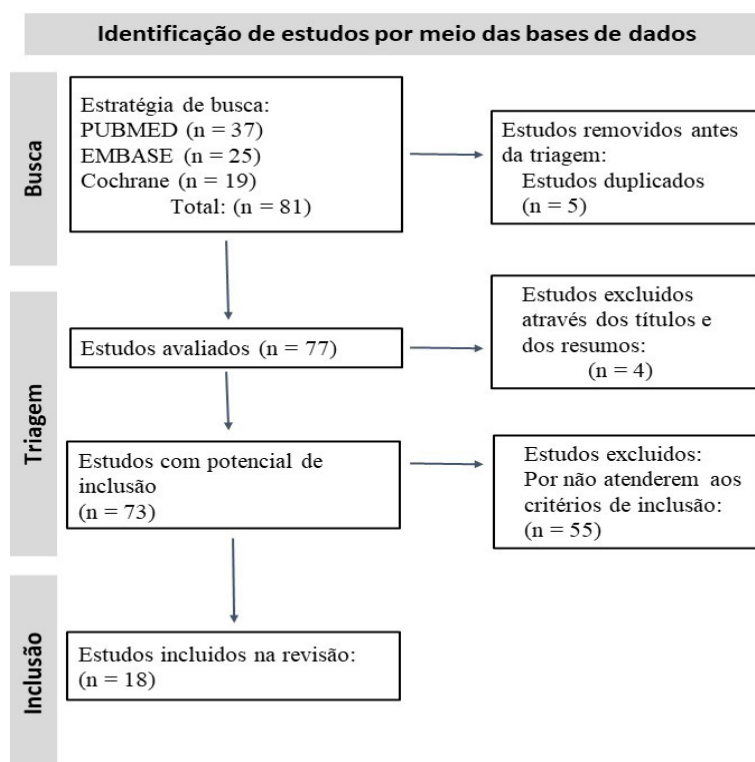 Identificação de estudos por meio das bases de dados
Busca
Estratégia de busca:
PUBMED (n = 37)
EMBASE (n = 25)
Cochrane (n = 19)
Total: (n = 81)
Estudos removidos antes
da triagem:
Estudos duplicados
(n = 5)
Triagem
Estudos avaliados (n = 77)
Estudos excluidos
através dos títulos e
dos resumos:
(n = 4)
Estudos com potencial de
inclusão
(n = 73)
Estudos excluidos:
Por não atenderem aos
critérios de inclusão:
(n = 55)
Inclusão
Estudos incluidos na revisão:
(n = 18)